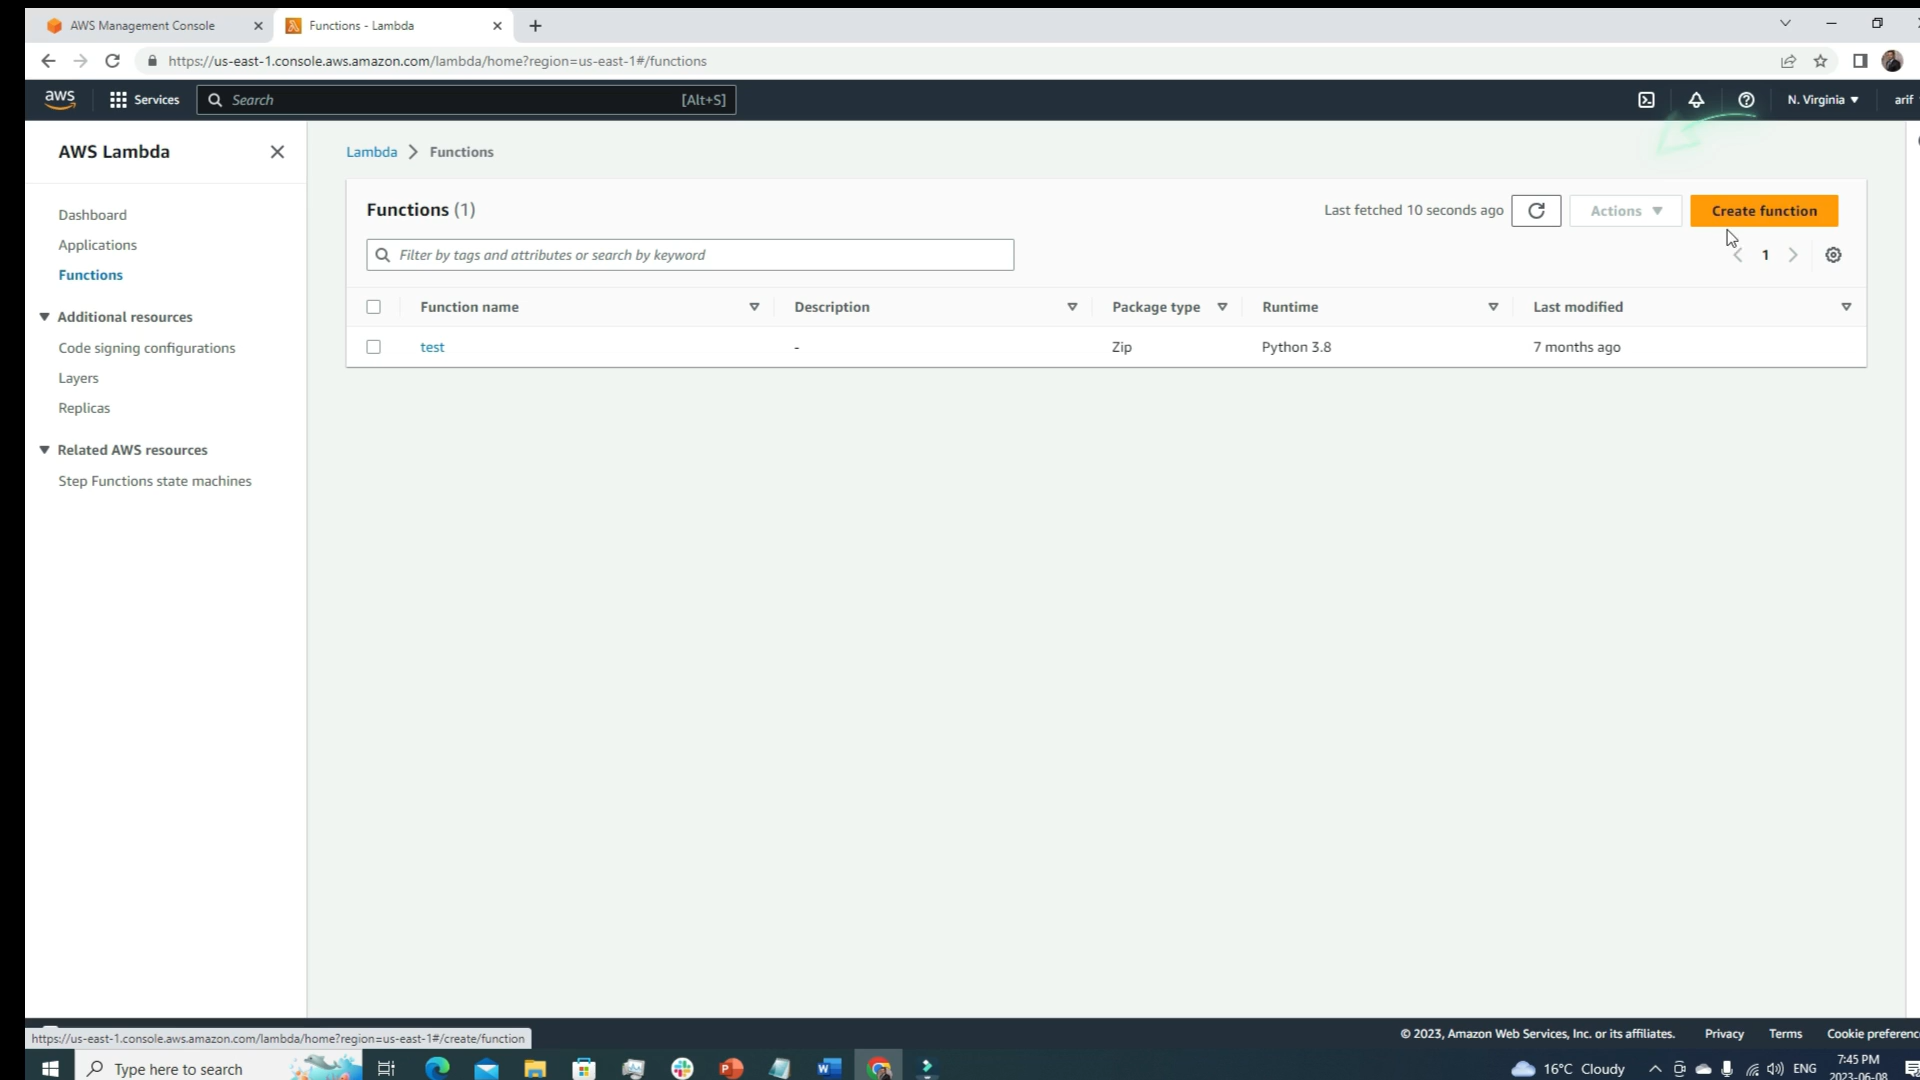 AWS Management Console
Functions - Lambda
https://us-east-1.console.aws.amazon.com/lambda/home?region=us-east-1#/functions
aws
Services
Search
[Alt+S]
N. Virginia
arif
AWS Lambda
Dashboard
Applications
Functions
Additional resources
Code signing configurations
Layers
Replicas
Related AWS resources
Step Functions state machines
Lambda > Functions
Functions (1)
Last fetched 10 seconds ago
Actions
Create function
Filter by tags and attributes or search by keyword
1
Function name
Description
Package type
Runtime
Last modified
test
-
Zip
Python 3.8
7 months ago
https://us-east-1.console.aws.amazon.com/lambda/home?region=us-east-1#/create/function
© 2023, Amazon Web Services, Inc. or its affiliates.
Privacy
Terms
Cookie preferenc
Type here to search
16°C Cloudy
ENG
7:45 PM
2023-06-08